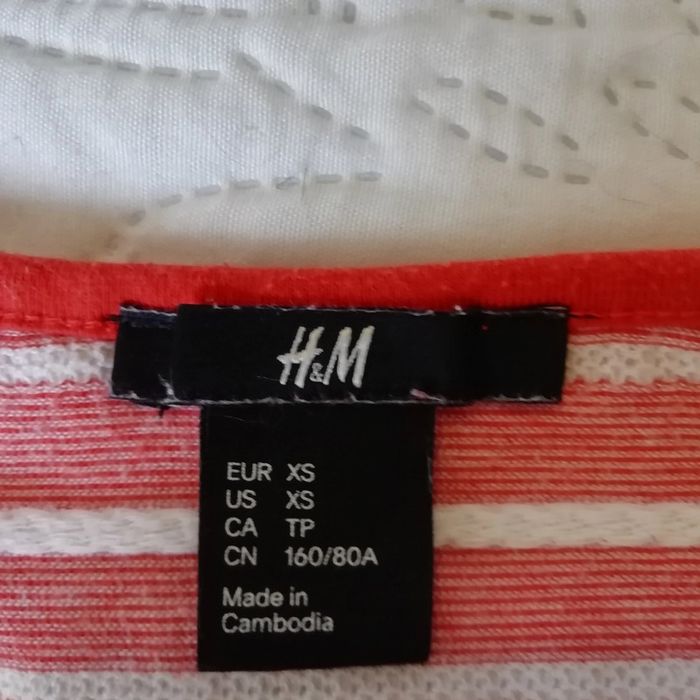 H&M
EUR XS
US XS
CA TP
CN 160/80A
Made in
Cambodia